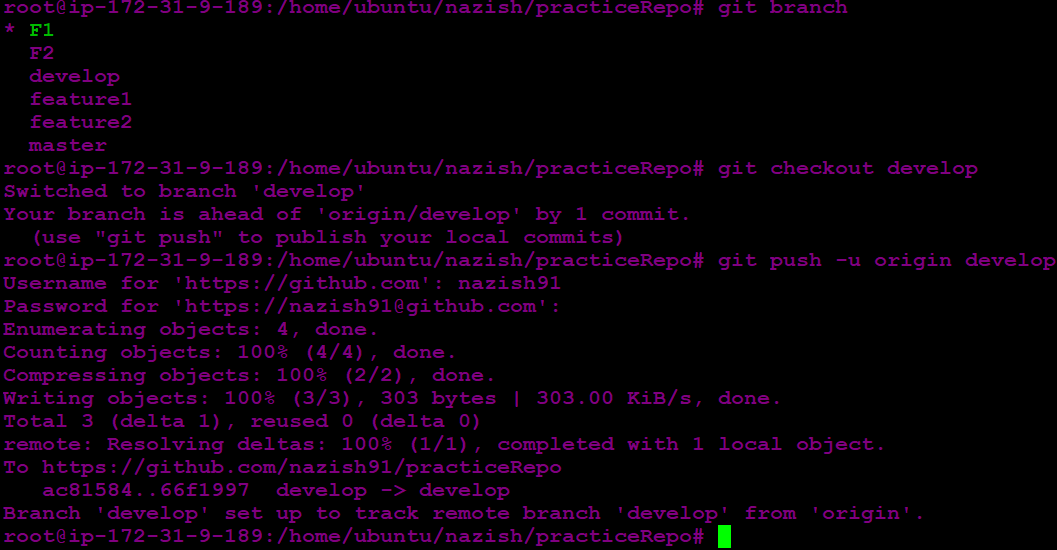 root@ip-172-31-9-189:/home/ubuntu/nazish/practiceRepo# git branch
* F1
  F2
  develop
  feature1
  feature2
  master
root@ip-172-31-9-189:/home/ubuntu/nazish/practiceRepo# git checkout develop
Switched to branch 'develop'
Your branch is ahead of 'origin/develop' by 1 commit.
  (use "git push" to publish your local commits)
root@ip-172-31-9-189:/home/ubuntu/nazish/practiceRepo# git push -u origin develop
Username for 'https://github.com': nazish91
Password for 'https://nazish91@github.com':
Enumerating objects: 4, done.
Counting objects: 100% (4/4), done.
Compressing objects: 100% (2/2), done.
Writing objects: 100% (3/3), 303 bytes | 303.00 KiB/s, done.
Total 3 (delta 1), reused 0 (delta 0)
remote: Resolving deltas: 100% (1/1), completed with 1 local object.
To https://github.com/nazish91/practiceRepo
   ac81584..66f1997  develop -> develop
Branch 'develop' set up to track remote branch 'develop' from 'origin'.
root@ip-172-31-9-189:/home/ubuntu/nazish/practiceRepo#